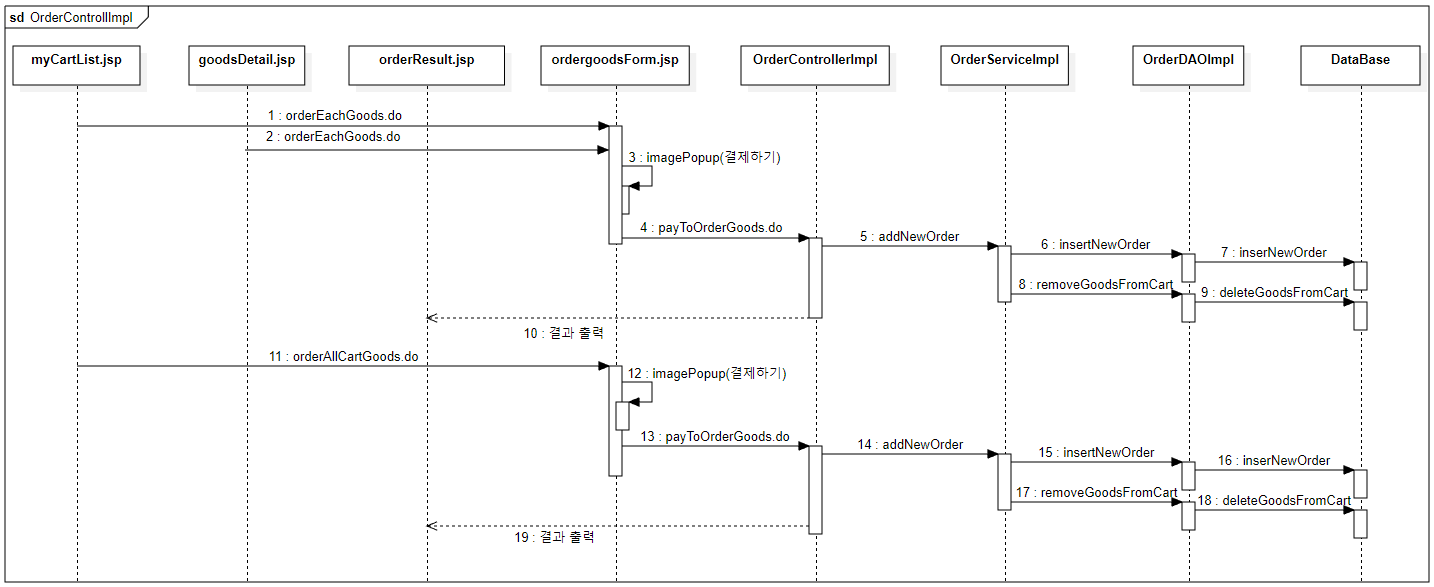 sd OrderControllImpl
myCartList.jsp
goodsDetail.jsp
orderResult.jsp
ordergoodsForm.jsp
OrderControllerImpl
OrderServiceImpl
OrderDAOImpl
DataBase
1 : orderEachGoods.do
2 : orderEachGoods.do
3 : imagePopup(결제하기)
4 : payToOrderGoods.do
5 : addNewOrder
6 : insertNewOrder
7 : inserNewOrder
8 : removeGoodsFromCart
9 : deleteGoodsFromCart
10 : 결과 출력
11 : orderAllCartGoods.do
12 : imagePopup(결제하기)
13 : payToOrderGoods.do
14 : addNewOrder
15 : insertNewOrder
16 : inserNewOrder
17 : removeGoodsFromCart
18 : deleteGoodsFromCart
19 : 결과 출력